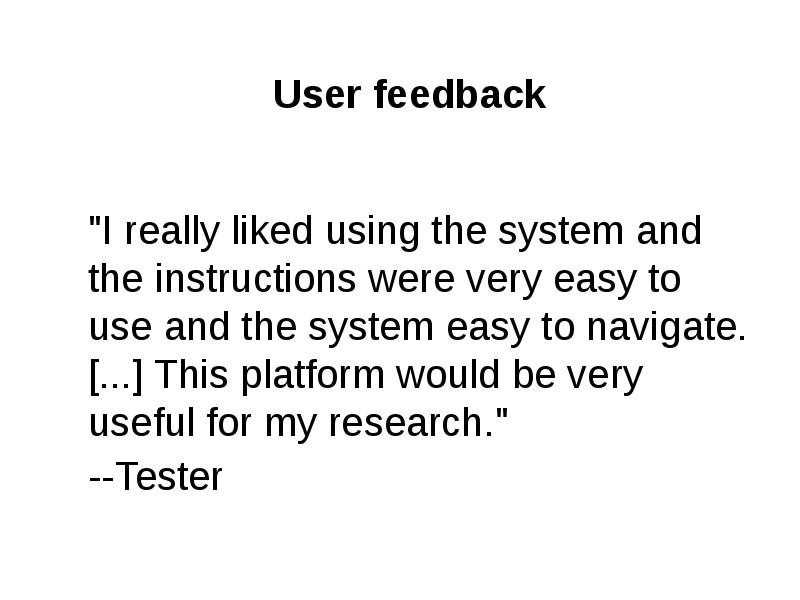 User feedback
"I really liked using the system and
the instructions were very easy to
use and the system easy to navigate.
[...] This platform would be very
useful for my research."
--Tester